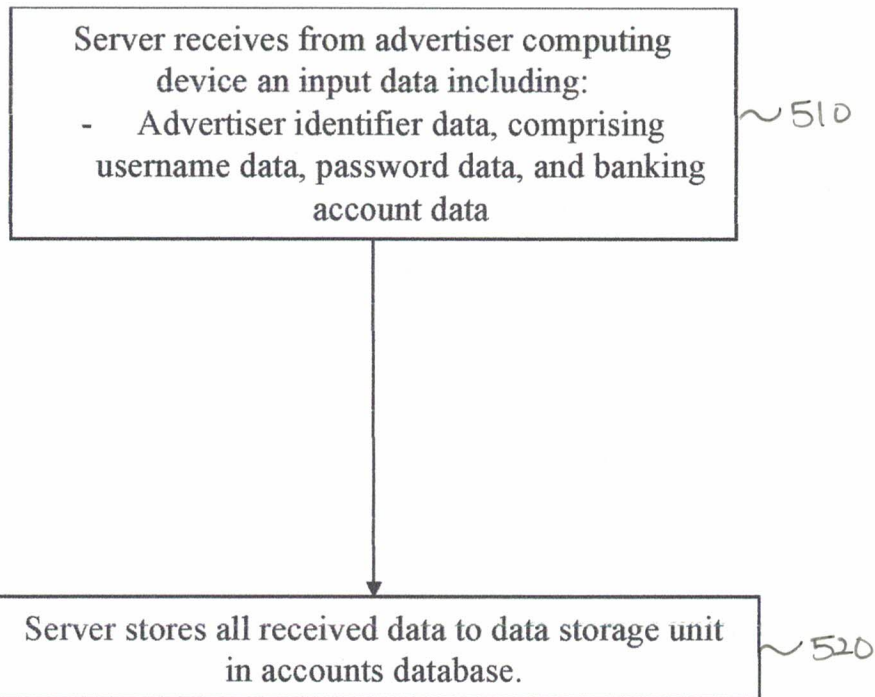 Server receives from advertiser computing
device an input data including:
- Advertiser identifier data, comprising
username data, password data, and banking
account data
510
Server stores all received data to data storage unit
in accounts database.
520